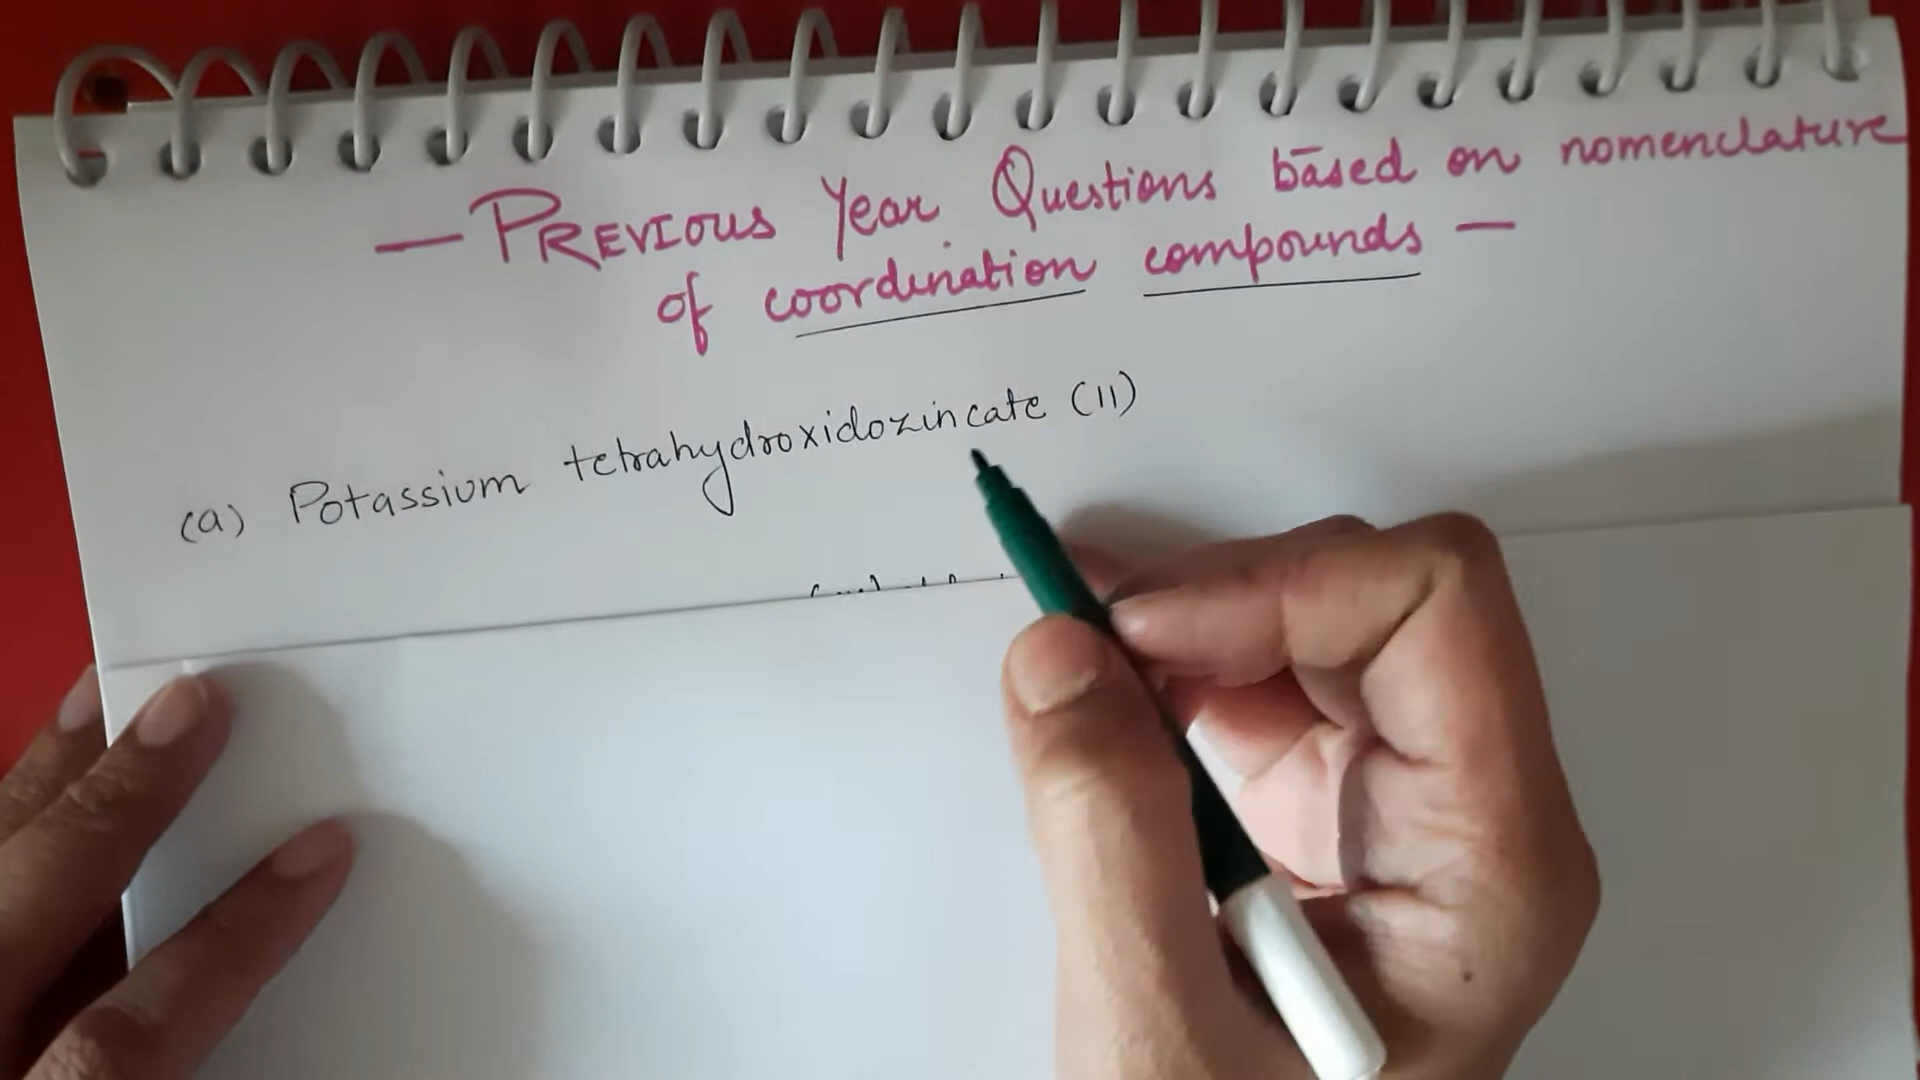 — PREVIOUS Year Questions based on nomenclature
of coordination compounds —
(a) Potassium tetrahydroxidozincate (II)